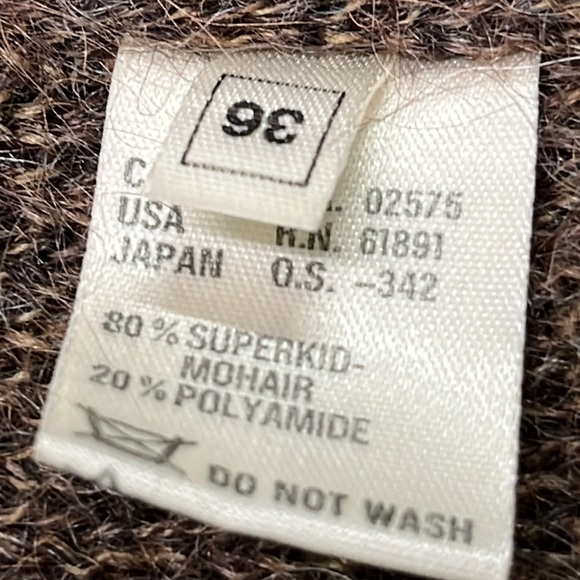 36
C 02575
USA R.N. 61891
JAPAN O.S. -342
80 % SUPERKID-
MOHAIR
20 % POLYAMIDE
DO NOT WASH